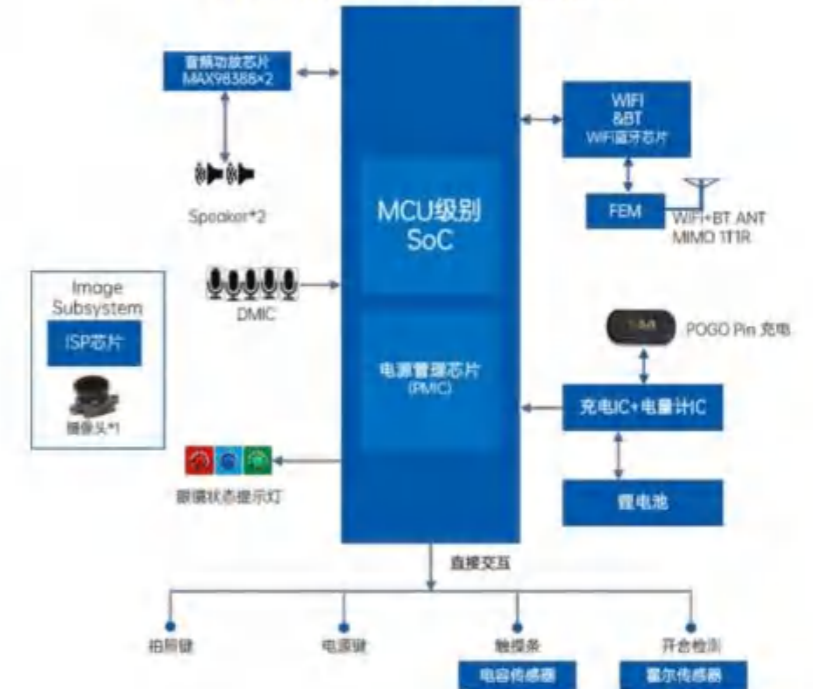 音频功放芯片
MAX98388×2
Speaker*2
DMIC
Image
Subsystem
ISP芯片
摄像头*1
眼镜状态提示灯
MCU级别
SoC
电源管理芯片
(PMIC)
WIFI
&BT
WiFi蓝牙芯片
FEM
WiFi+BT ANT
MIMO 1T1R
POGO Pin 充电
充电IC+电量计IC
锂电池
直接交互
拍照键
电源键
触摸条
开合检测
电容传感器
霍尔传感器